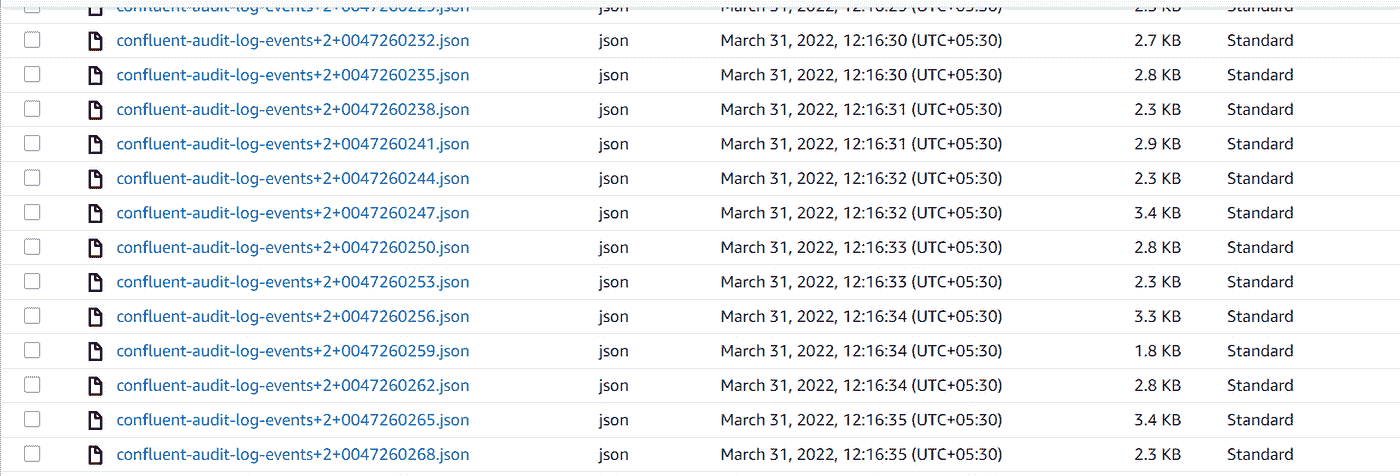 confluent-audit-log-events+2+0047260229.json json March 31, 2022, 12:16:29 (UTC+05:30) 2.3 KB Standard
confluent-audit-log-events+2+0047260232.json json March 31, 2022, 12:16:30 (UTC+05:30) 2.7 KB Standard
confluent-audit-log-events+2+0047260235.json json March 31, 2022, 12:16:30 (UTC+05:30) 2.8 KB Standard
confluent-audit-log-events+2+0047260238.json json March 31, 2022, 12:16:31 (UTC+05:30) 2.3 KB Standard
confluent-audit-log-events+2+0047260241.json json March 31, 2022, 12:16:31 (UTC+05:30) 2.9 KB Standard
confluent-audit-log-events+2+0047260244.json json March 31, 2022, 12:16:32 (UTC+05:30) 2.3 KB Standard
confluent-audit-log-events+2+0047260247.json json March 31, 2022, 12:16:32 (UTC+05:30) 3.4 KB Standard
confluent-audit-log-events+2+0047260250.json json March 31, 2022, 12:16:33 (UTC+05:30) 2.8 KB Standard
confluent-audit-log-events+2+0047260253.json json March 31, 2022, 12:16:33 (UTC+05:30) 2.3 KB Standard
confluent-audit-log-events+2+0047260256.json json March 31, 2022, 12:16:34 (UTC+05:30) 3.3 KB Standard
confluent-audit-log-events+2+0047260259.json json March 31, 2022, 12:16:34 (UTC+05:30) 1.8 KB Standard
confluent-audit-log-events+2+0047260262.json json March 31, 2022, 12:16:34 (UTC+05:30) 2.8 KB Standard
confluent-audit-log-events+2+0047260265.json json March 31, 2022, 12:16:35 (UTC+05:30) 3.4 KB Standard
confluent-audit-log-events+2+0047260268.json json March 31, 2022, 12:16:35 (UTC+05:30) 2.3 KB Standard